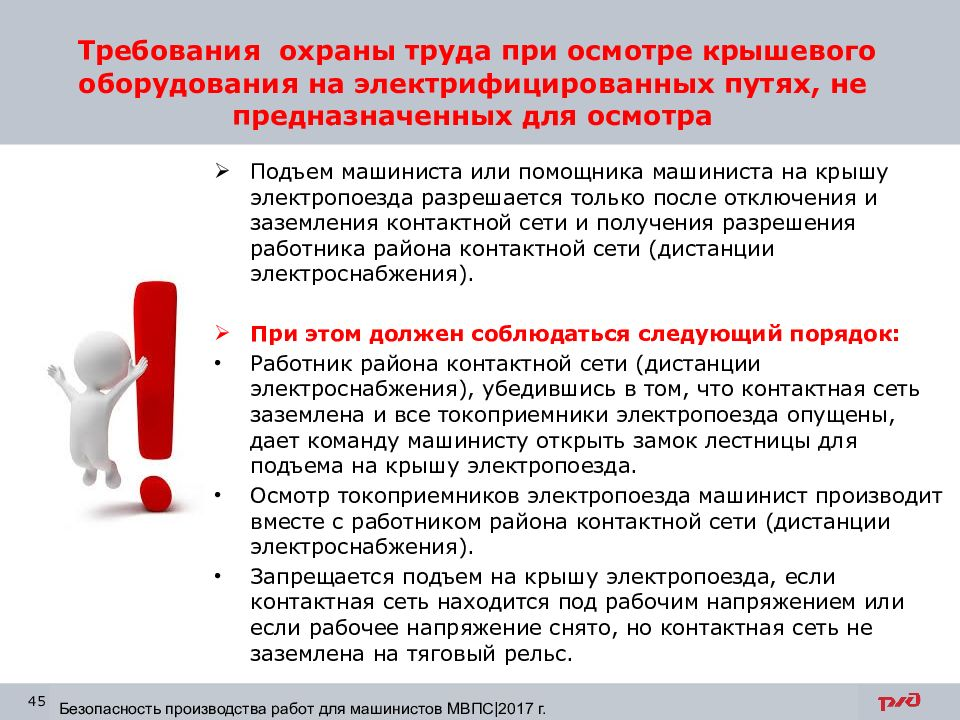 Требования  охраны труда при осмотре крышевого
оборудования на электрифицированных путях, не
предназначенных для осмотра
➢ Подъем машиниста или помощника машиниста на крышу
электропоезда разрешается только после отключения и
заземления контактной сети и получения разрешения
работника района контактной сети (дистанции
электроснабжения).
➢ При этом должен соблюдаться следующий порядок:
• Работник района контактной сети (дистанции
электроснабжения), убедившись в том, что контактная сеть
заземлена и все токоприемники электропоезда опущены,
дает команду машинисту открыть замок лестницы для
подъема на крышу электропоезда.
• Осмотр токоприемников электропоезда машинист производит
вместе с работником района контактной сети (дистанции
электроснабжения).
• Запрещается подъем на крышу электропоезда, если
контактная сеть находится под рабочим напряжением или
если рабочее напряжение снято, но контактная сеть не
заземлена на тяговый рельс.
45
Безопасность производства работ для машинистов МВПС|2017 г.
ржд